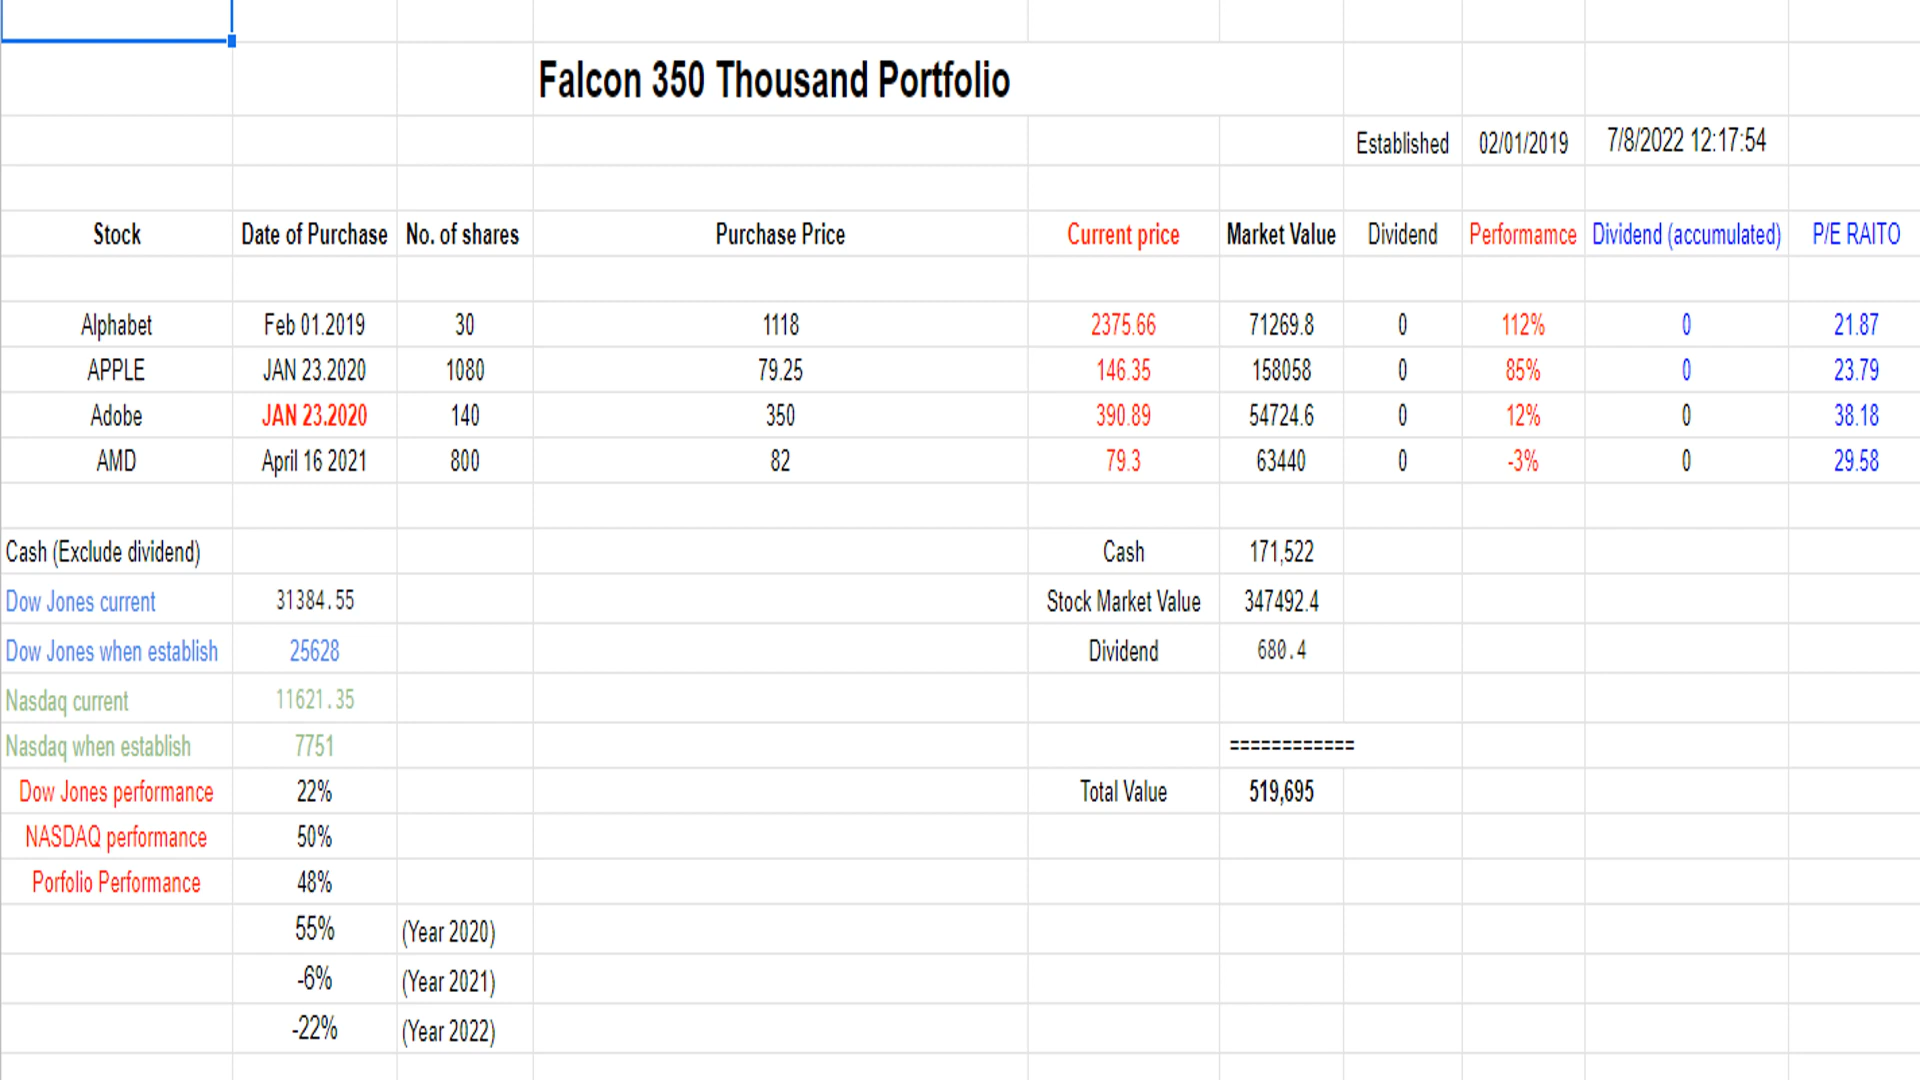 Falcon 350 Thousand Portfolio
Established 02/01/2019 7/8/2022 12:17:54
Stock Date of Purchase No. of shares Purchase Price Current price Market Value Dividend Performamce Dividend (accumulated) P/E RAITO
Alphabet Feb 01.2019 30 1118 2375.66 71269.8 0 112% 0 21.87
APPLE JAN 23.2020 1080 79.25 146.35 158058 0 85% 0 23.79
Adobe JAN 23.2020 140 350 390.89 54724.6 0 12% 0 38.18
AMD April 16 2021 800 82 79.3 63440 0 -3% 0 29.58
Cash (Exclude dividend) Cash 171,522
Dow Jones current 31384.55 Stock Market Value 347492.4
Dow Jones when establish 25628 Dividend 680.4
Nasdaq current 11621.35
Nasdaq when establish 7751 ============
Dow Jones performance 22% Total Value 519,695
NASDAQ performance 50%
Porfolio Performance 48%
55% (Year 2020)
-6% (Year 2021)
-22% (Year 2022)